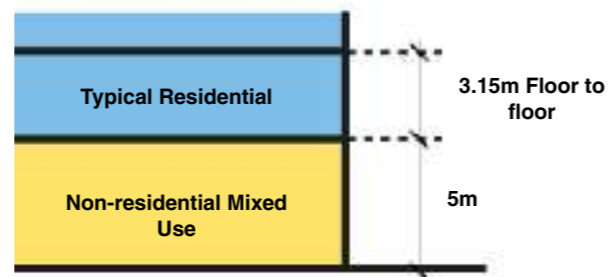 Typical Residential
3.15m Floor to
floor
Non-residential Mixed
Use
5m